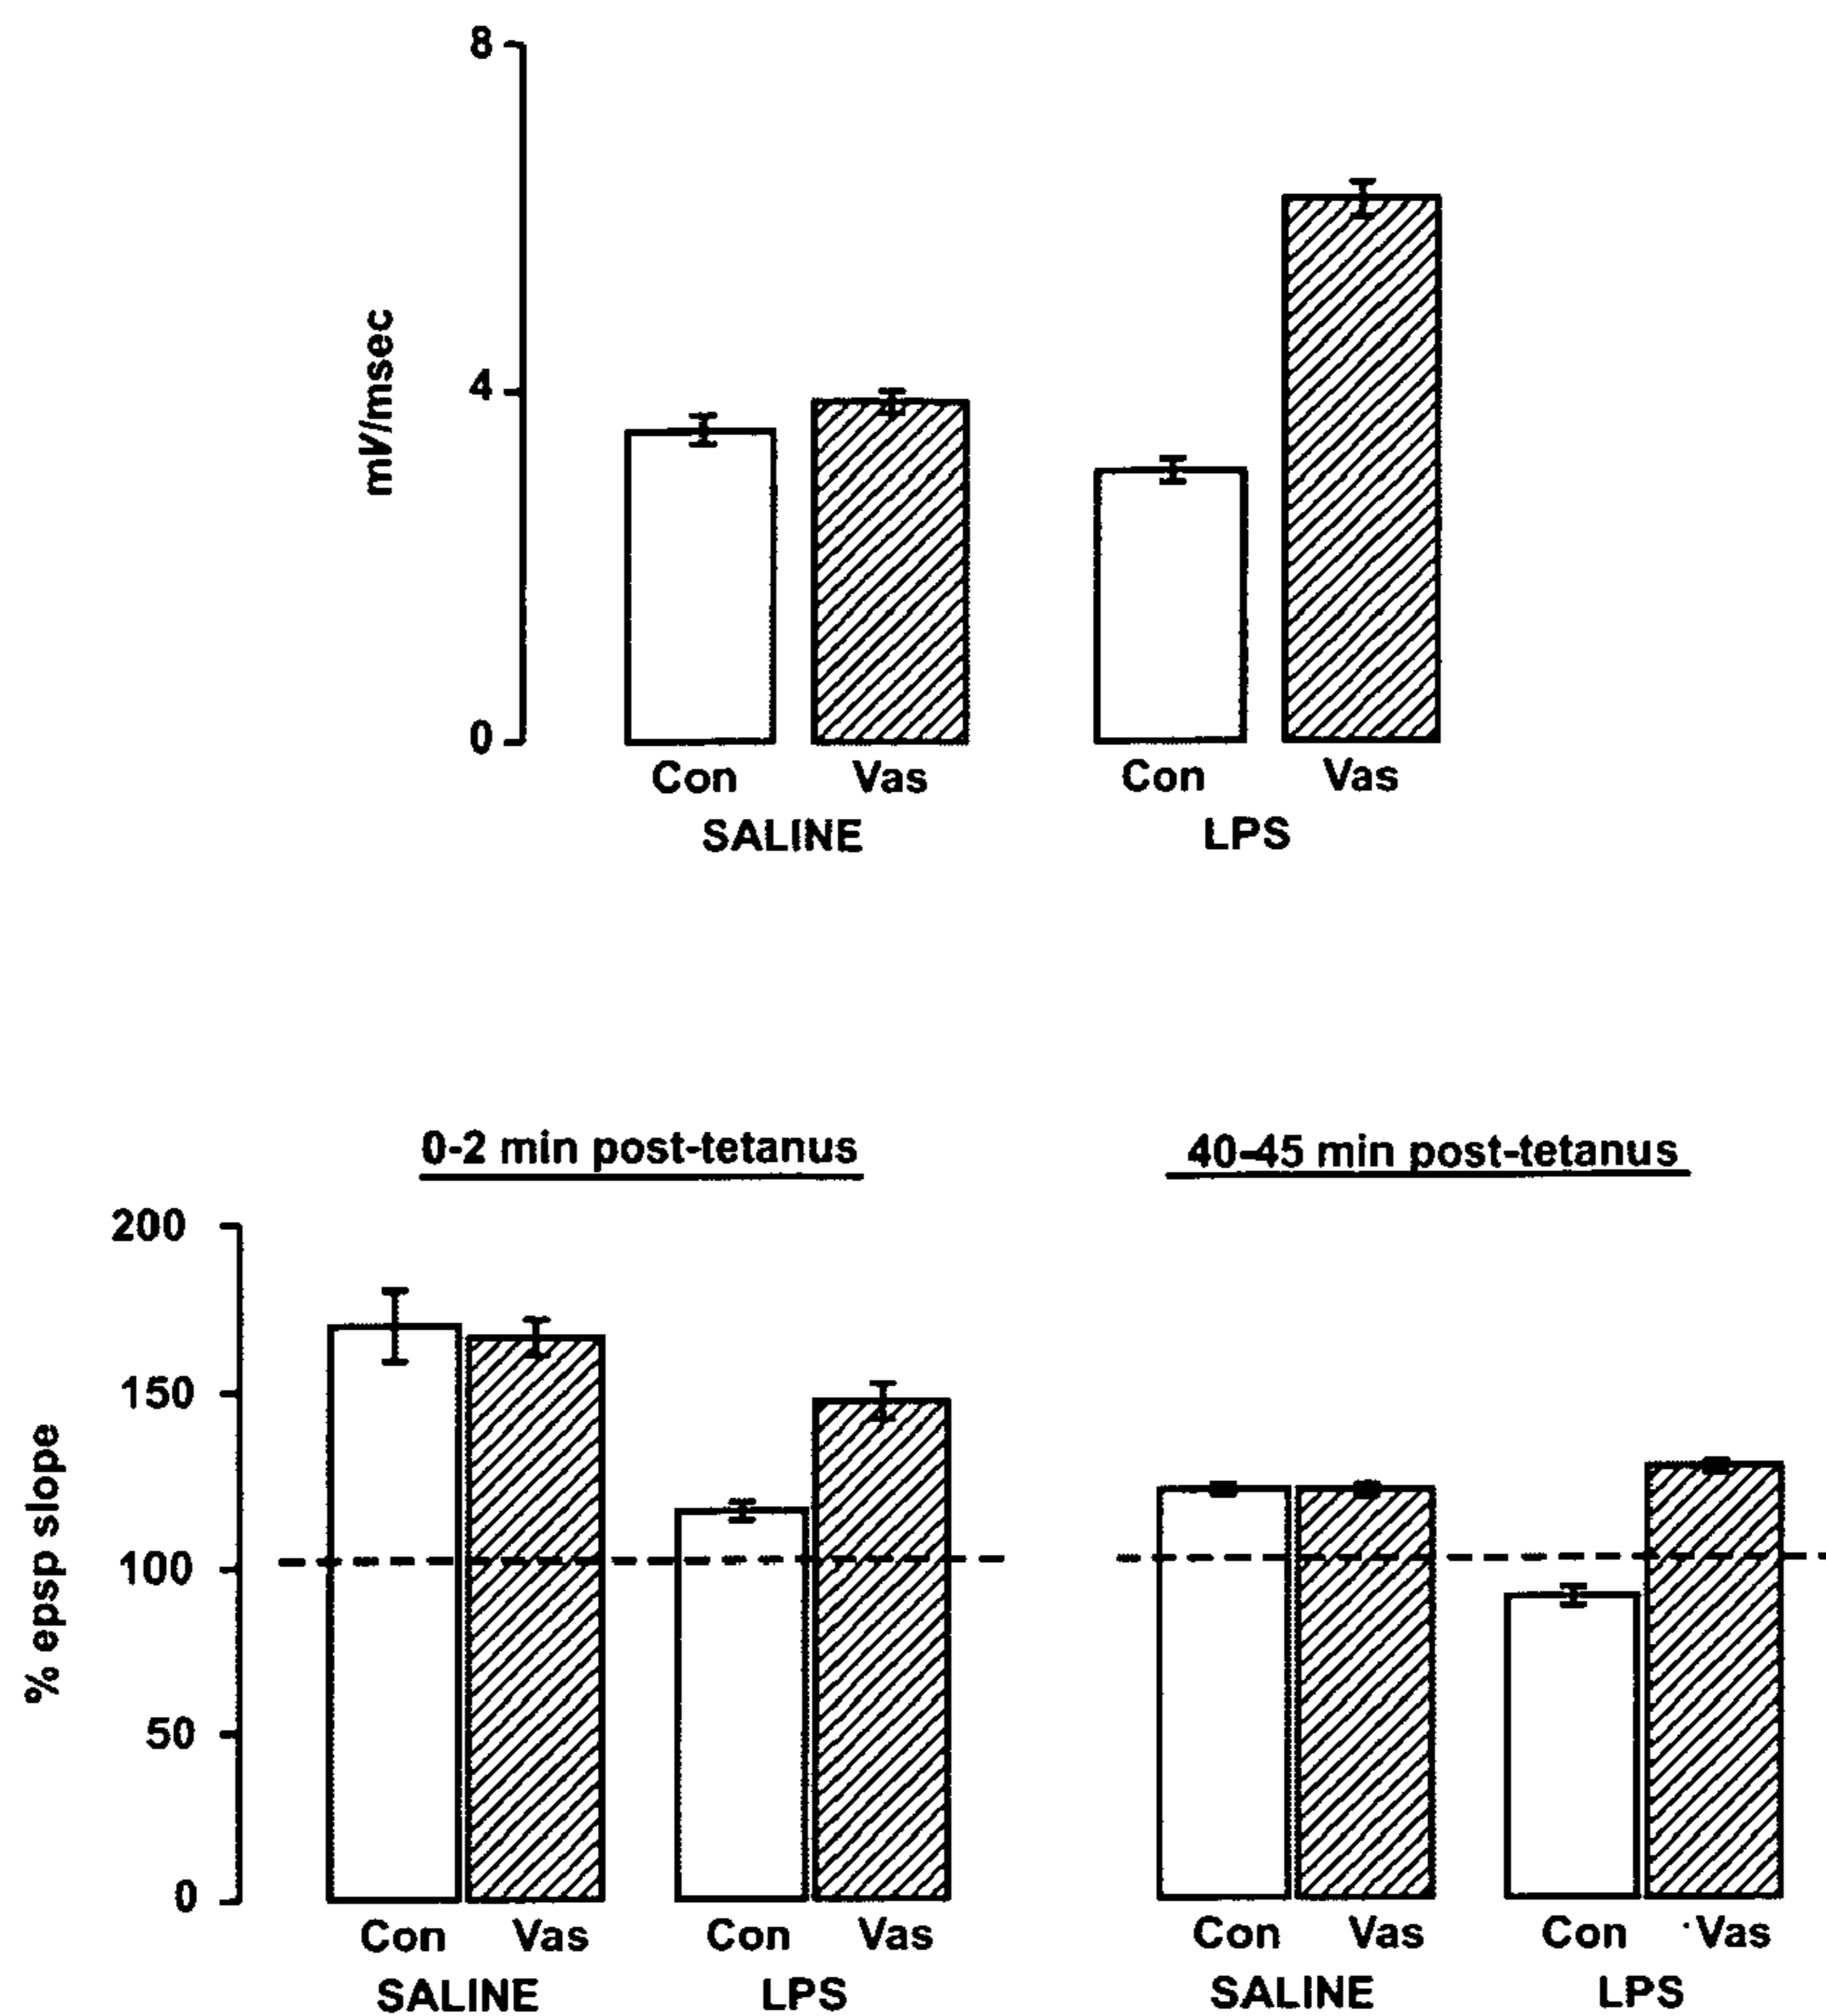 8
4
0
mV/msec
Con Vas Con Vas
SALINE LPS
0-2 min post-tetanus 40-45 min post-tetanus
200
150
100
50
0
% epsp slope
Con Vas Con Vas Con Vas Con Vas
SALINE LPS SALINE LPS